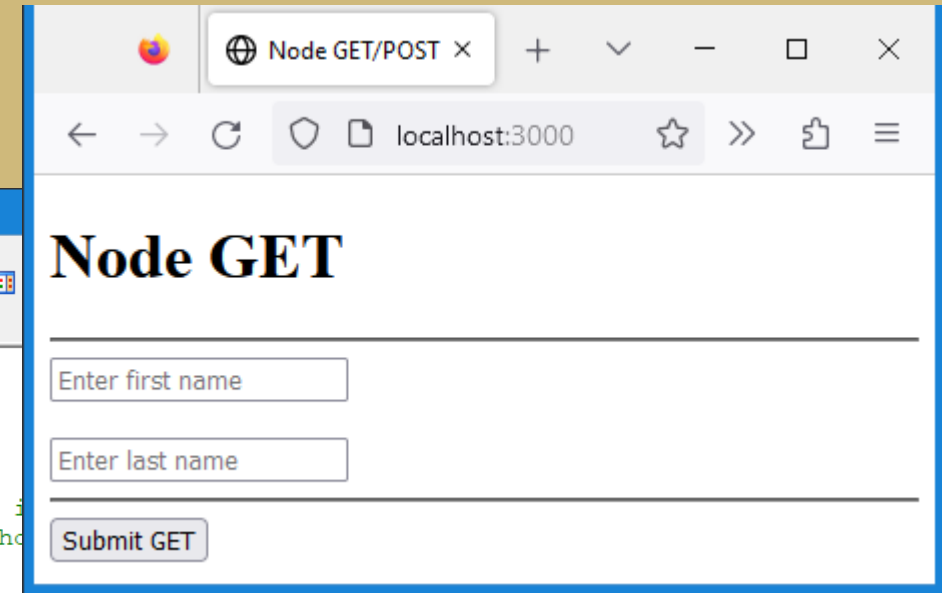 Node GET/POST
localhost:3000
Node GET
Enter first name
Enter last name
Submit GET